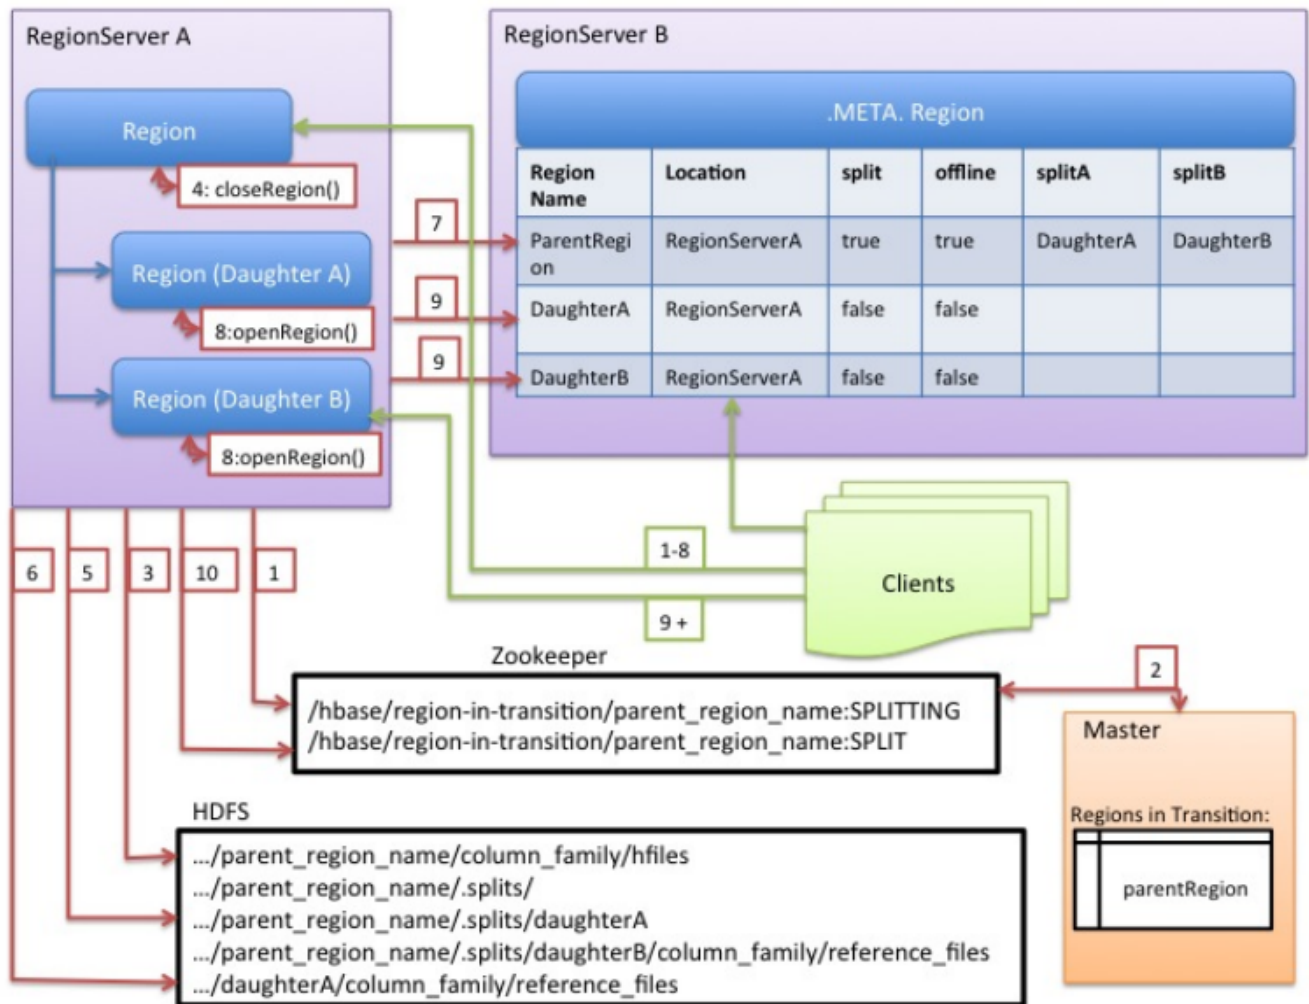 RegionServer A
Region
4: closeRegion()
Region (Daughter A)
8:openRegion()
Region (Daughter B)
8:openRegion()
7
9
9
RegionServer B
.META. Region
Region Name Location split offline splitA splitB
ParentRegi
on RegionServerA true true DaughterA DaughterB
DaughterA RegionServerA false false
DaughterB RegionServerA false false
6 5 3 10 1
1-8
9 +
Clients
Zookeeper
/hbase/region-in-transition/parent_region_name:SPLITTING
/hbase/region-in-transition/parent_region_name:SPLIT
2
Master
Regions in Transition:
parentRegion
HDFS
.../parent_region_name/column_family/hfiles
.../parent_region_name/.splits/
.../parent_region_name/.splits/daughterA
.../parent_region_name/.splits/daughterB/column_family/reference_files
.../daughterA/column_family/reference_files